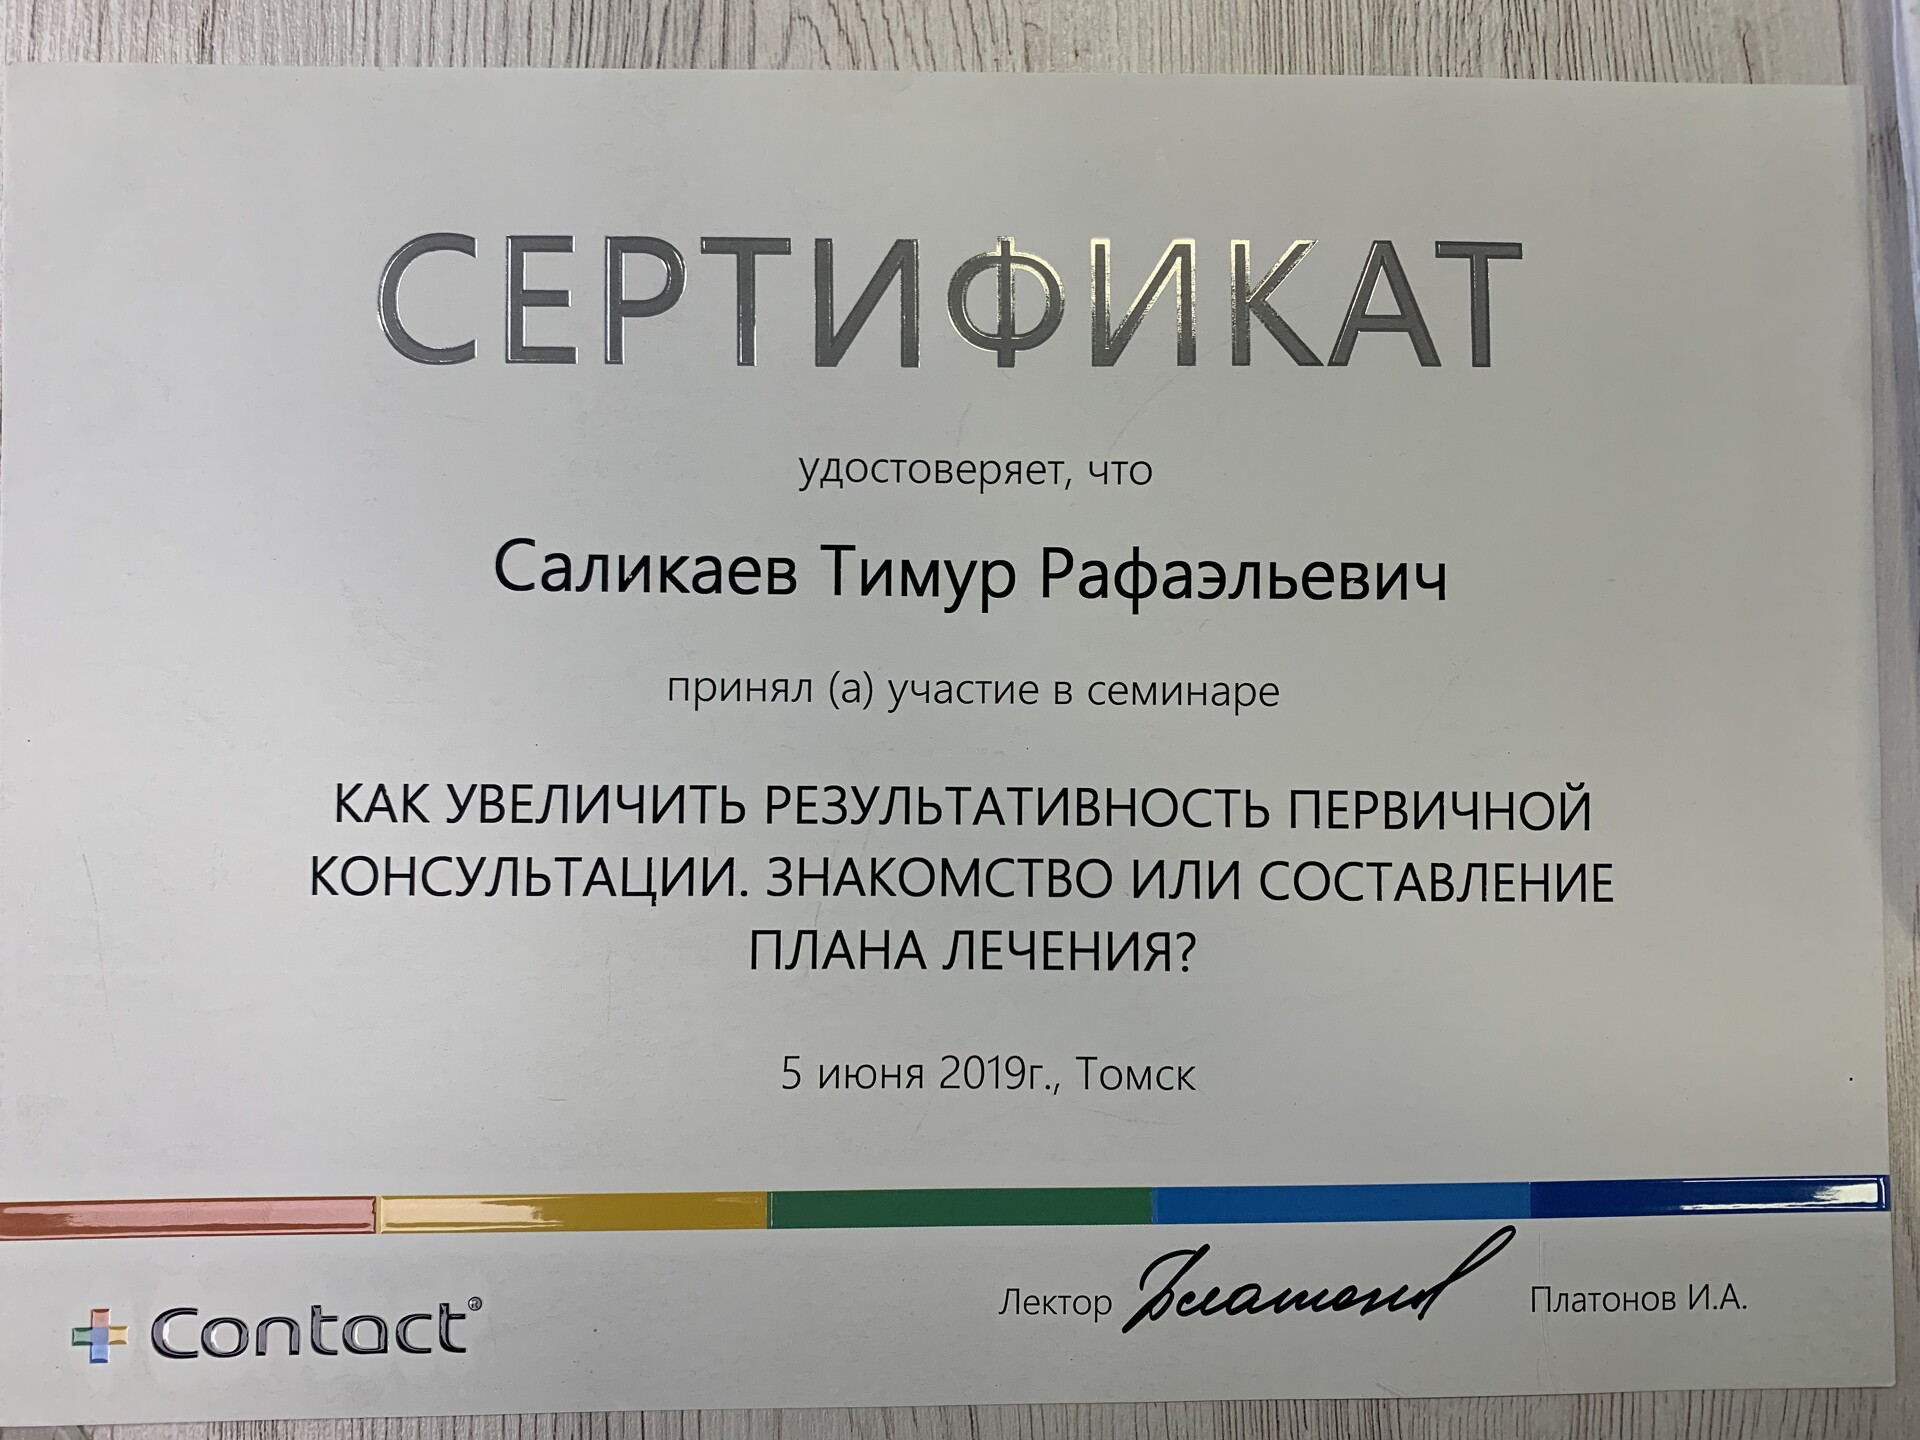 СЕРТИФИКАТ
удостоверяет, что
Саликаев Тимур Рафаэльевич
принял (а) участие в семинаре
КАК УВЕЛИЧИТЬ РЕЗУЛЬТАТИВНОСТЬ ПЕРВИЧНОЙ
КОНСУЛЬТАЦИИ. ЗНАКОМСТВО ИЛИ СОСТАВЛЕНИЕ
ПЛАНА ЛЕЧЕНИЯ?
5 июня 2019г., Томск
Contact®
Лектор Платонов Платонов И.А.